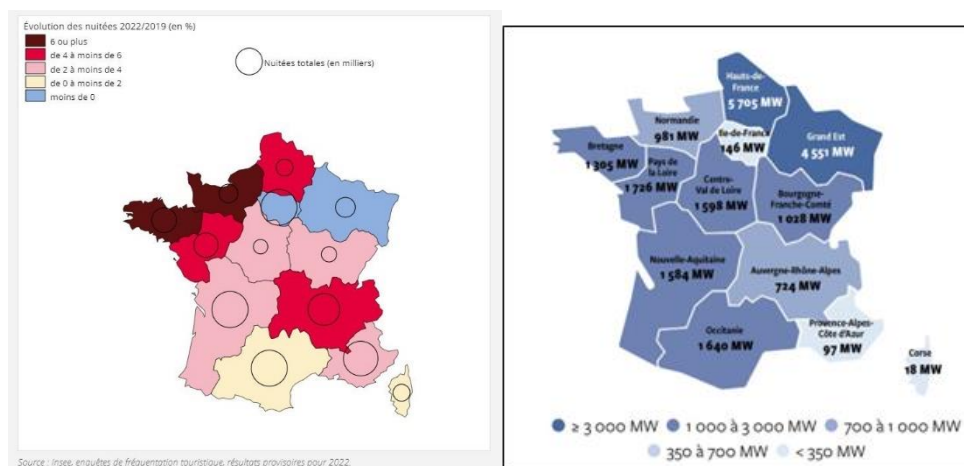 Évolution des nuitées 2022/2019 (en %)
6 ou plus
de 4 à moins de 6
de 2 à moins de 4
de 0 à moins de 2
moins de 0
Nuitées totales (en milliers)
Source : Insee, enquêtes de fréquentation touristique, résultats provisoires pour 2022.
Hauts-de-
France
5 705 MW
Normandie
981 MW
Ile-de-France
146 MW
Grand Est
4 551 MW
Bretagne
1 305 MW
Pays de
la Loire
1 726 MW
Centre-
Val de Loire
1 598 MW
Bourgogne-
Franche-Comté
1 028 MW
Nouvelle-Aquitaine
1 584 MW
Auvergne-Rhône-Alpes
724 MW
Occitanie
1 640 MW
Provence-Alpes-
Côte d'Azur
97 MW
Corse
18 MW
≥ 3 000 MW 1 000 à 3 000 MW 700 à 1 000 MW
350 à 700 MW < 350 MW